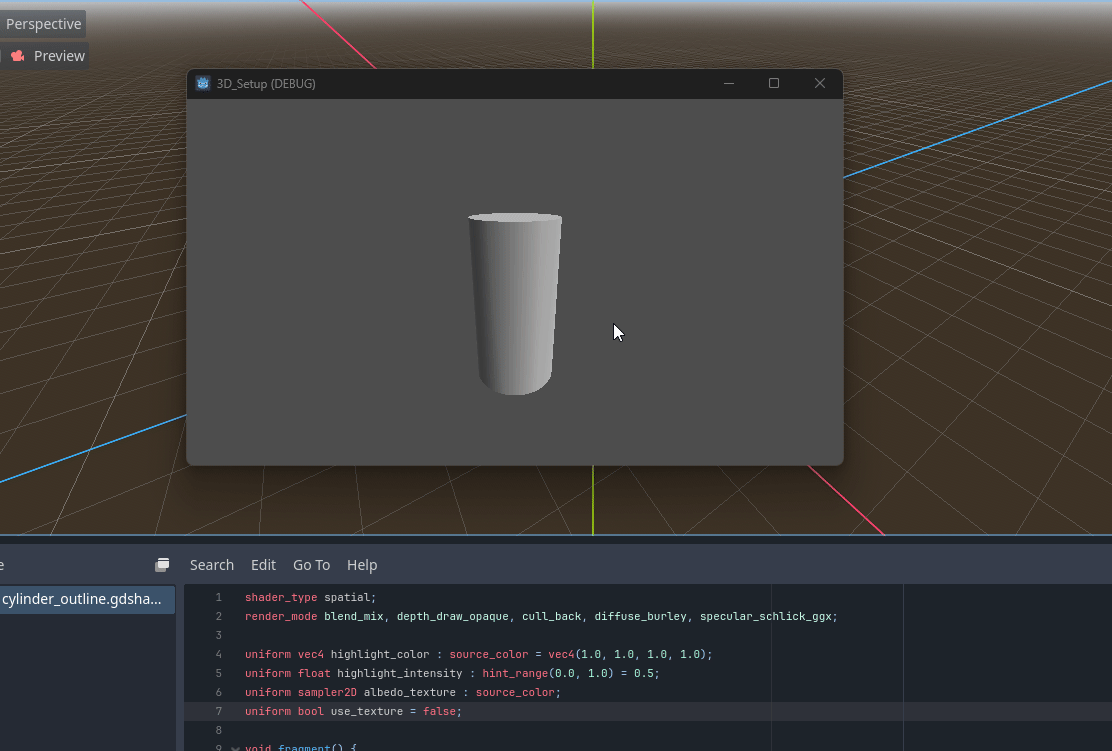 Perspective
Preview
3D_Setup (DEBUG)
e
Search Edit Go To Help
cylinder_outline.gdsha...
1 shader_type spatial;
2 render_mode blend_mix, depth_draw_opaque, cull_back, diffuse_burley, specular_schlick_ggx;
3
4 uniform vec4 highlight_color : source_color = vec4(1.0, 1.0, 1.0, 1.0);
5 uniform float highlight_intensity : hint_range(0.0, 1.0) = 0.5;
6 uniform sampler2D albedo_texture : source_color;
7 uniform bool use_texture = false;
8
9 void fragment() {